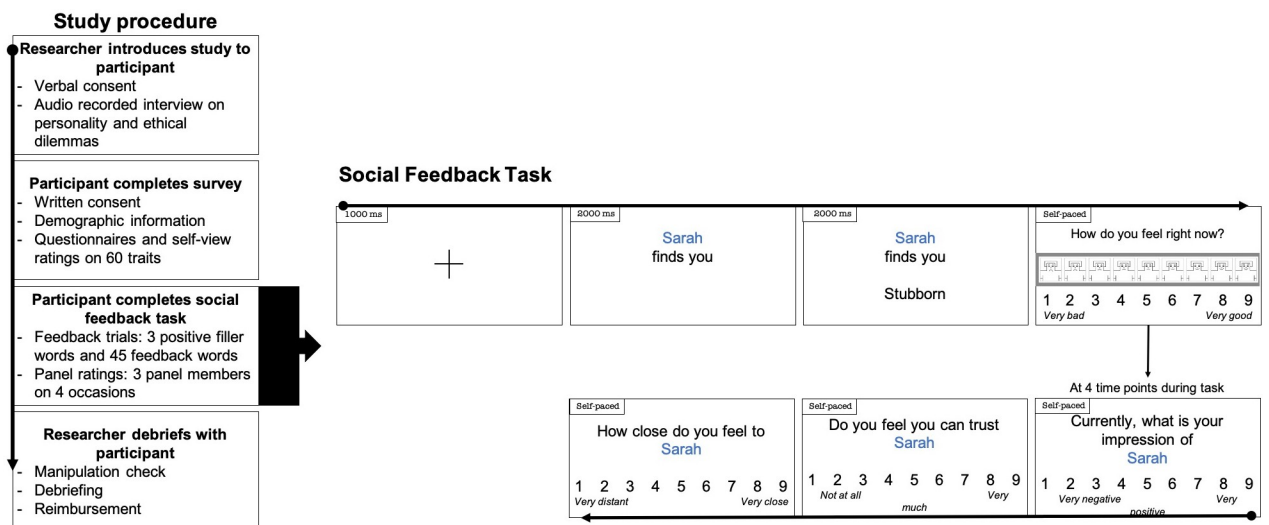 Study procedure
Researcher introduces study to
participant
- Verbal consent
- Audio recorded interview on
personality and ethical
dilemmas
Participant completes survey
- Written consent
- Demographic information
- Questionnaires and self-view
ratings on 60 traits
Participant completes social
feedback task
- Feedback trials: 3 positive filler
words and 45 feedback words
- Panel ratings: 3 panel members
on 4 occasions
Researcher debriefs with
participant
- Manipulation check
- Debriefing
- Reimbursement
Social Feedback Task
1000 ms
2000 ms
Sarah
finds you
2000 ms
Sarah
finds you
Stubborn
Self-paced
How do you feel right now?
1 2 3 4 5 6 7 8 9
Very bad Very good
At 4 time points during task
Self-paced
Currently, what is your
impression of
Sarah
1 2 3 4 5 6 7 8 9
Very negative Very
positive
Self-paced
Do you feel you can trust
Sarah
1 2 3 4 5 6 7 8 9
Not at all Very
much
Self-paced
How close do you feel to
Sarah
1 2 3 4 5 6 7 8 9
Very distant Very close